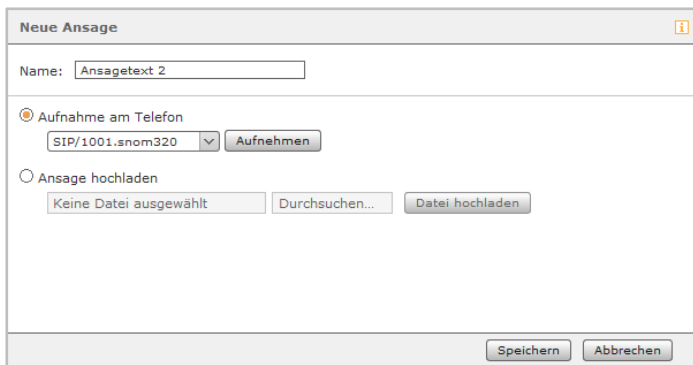 Neue Ansage
Name: Ansagetext 2
Aufnahme am Telefon
SIP/1001.snom320 Aufnehmen
Ansage hochladen
Keine Datei ausgewählt Durchsuchen... Datei hochladen
Speichern Abbrechen